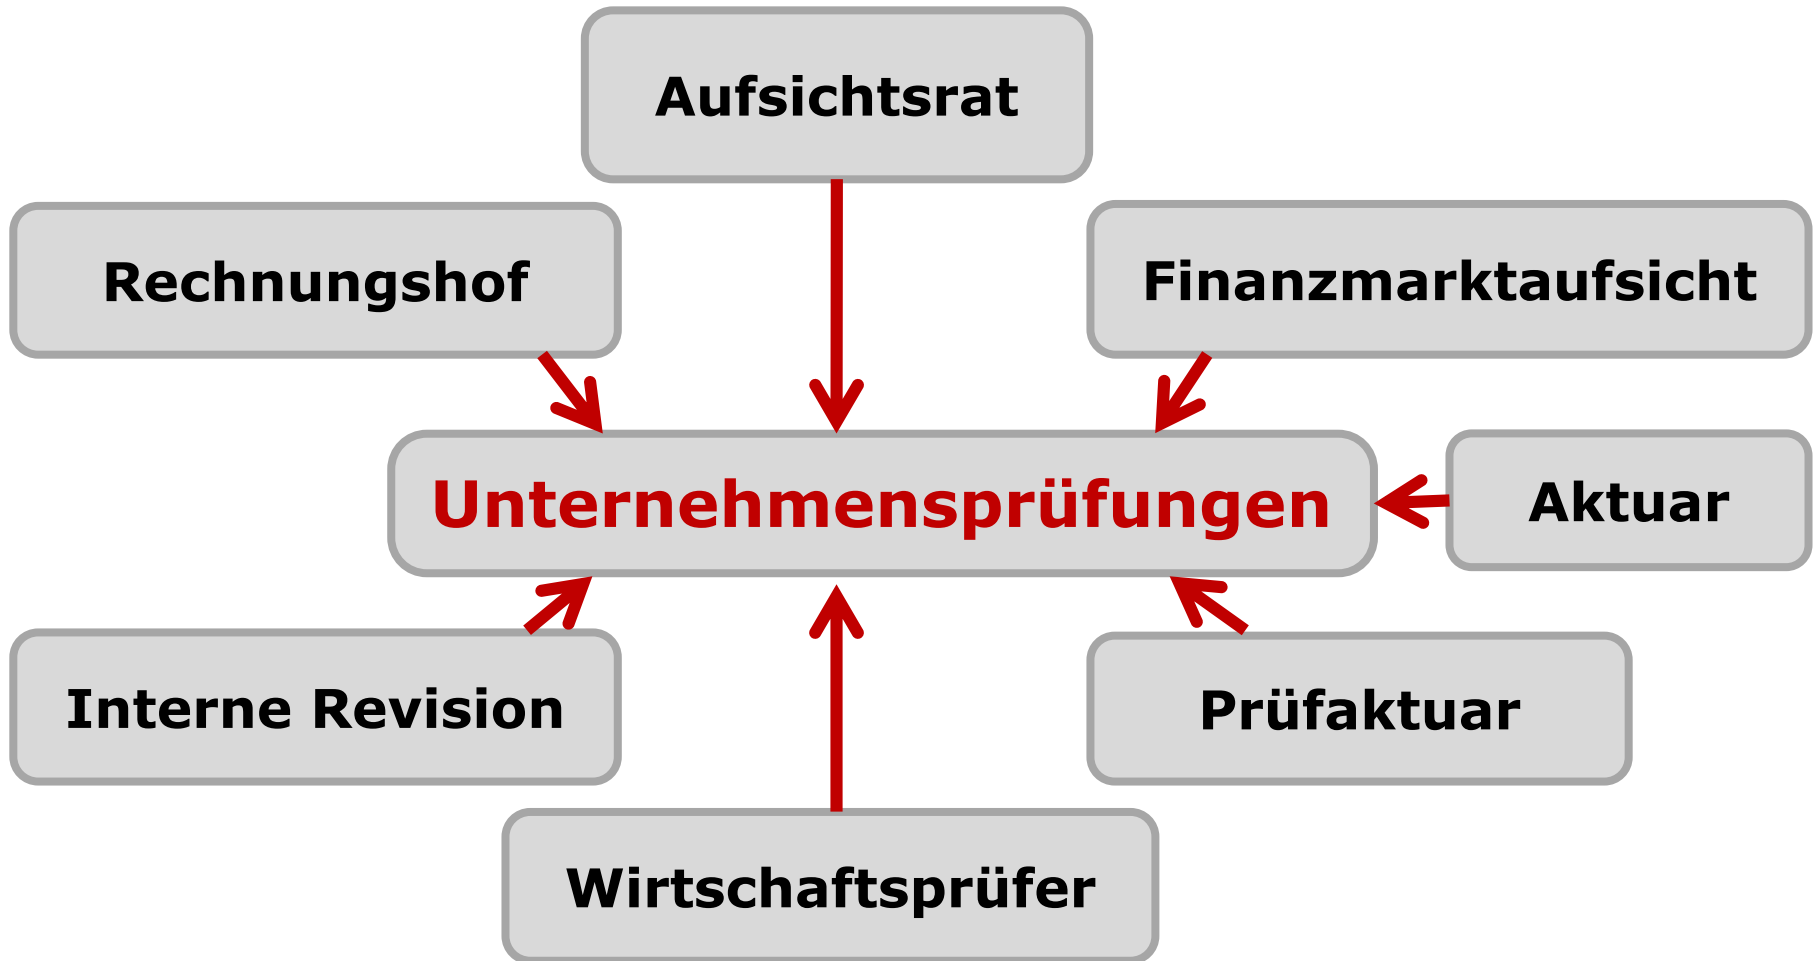 Aufsichtsrat
Rechnungshof
Finanzmarktaufsicht
Unternehmensprüfungen
Aktuar
Interne Revision
Prüfaktuar
Wirtschaftsprüfer